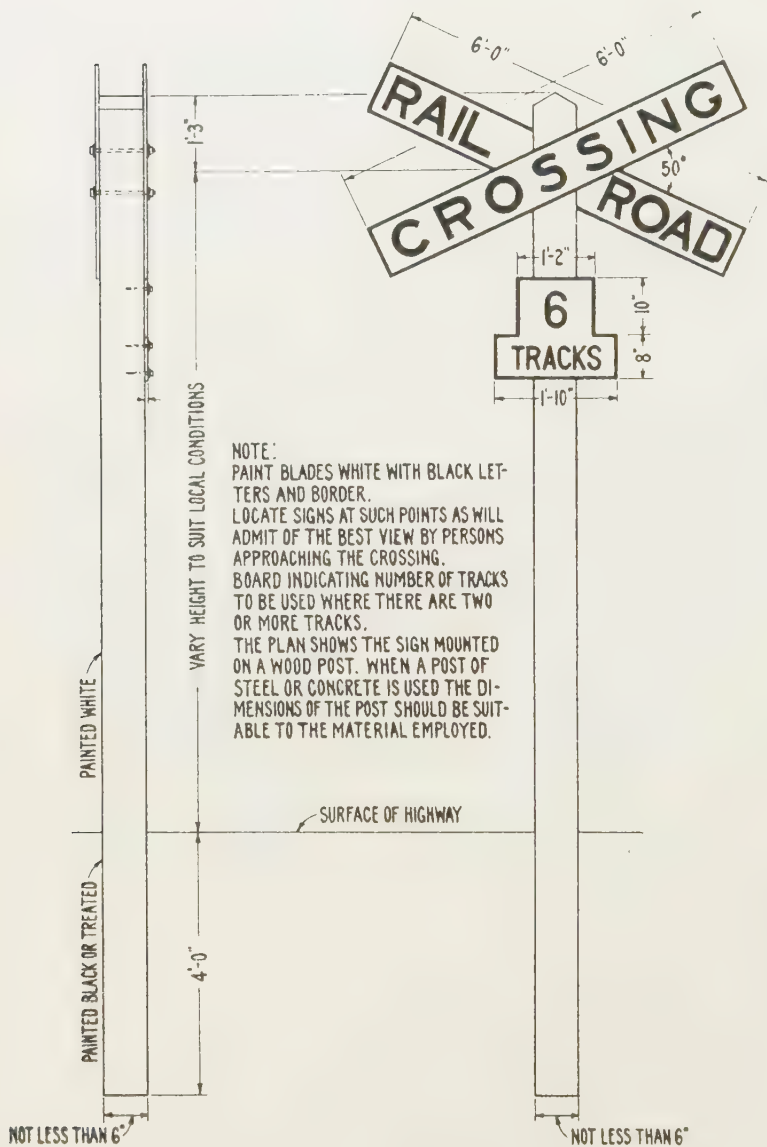 6'-0"
6'-0"
1'-3"
RAIL
ROAD
CROSSING
50°
1'-2"
6
TRACKS
10"
8"
1'-10"
VARY HEIGHT TO SUIT LOCAL CONDITIONS
NOTE:
PAINT BLADES WHITE WITH BLACK LET-
TERS AND BORDER.
LOCATE SIGNS AT SUCH POINTS AS WILL
ADMIT OF THE BEST VIEW BY PERSONS
APPROACHING THE CROSSING.
BOARD INDICATING NUMBER OF TRACKS
TO BE USED WHERE THERE ARE TWO
OR MORE TRACKS.
THE PLAN SHOWS THE SIGN MOUNTED
ON A WOOD POST. WHEN A POST OF
STEEL OR CONCRETE IS USED THE DI-
MENSIONS OF THE POST SHOULD BE SUIT-
ABLE TO THE MATERIAL EMPLOYED.
PAINTED WHITE
SURFACE OF HIGHWAY
PAINTED BLACK OR TREATED
4'-0"
NOT LESS THAN 6"
NOT LESS THAN 6"